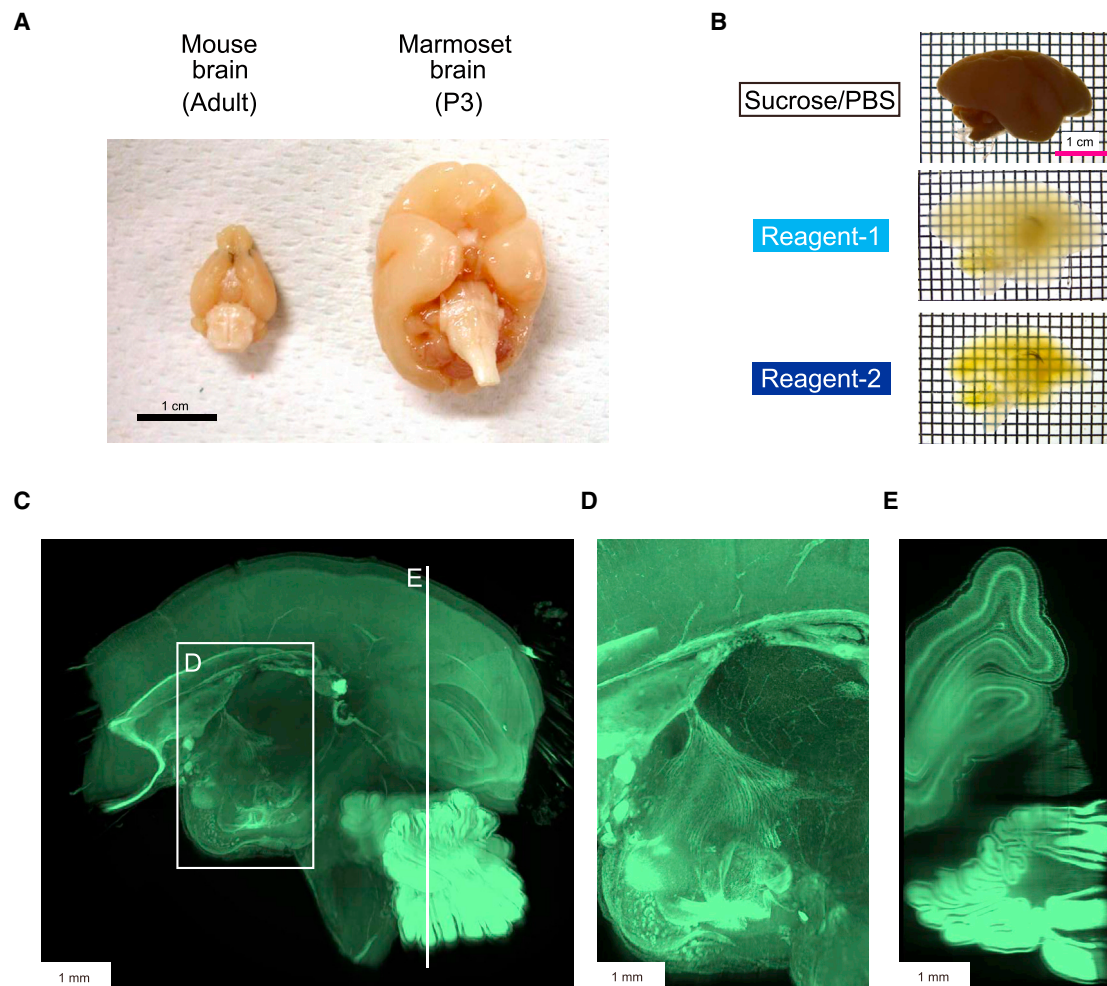 A
Mouse
brain
(Adult)
Marmoset
brain
(P3)
1 cm
B
Sucrose/PBS
1 cm
Reagent-1
Reagent-2
C
E
D
1 mm
D
1 mm
E
1 mm